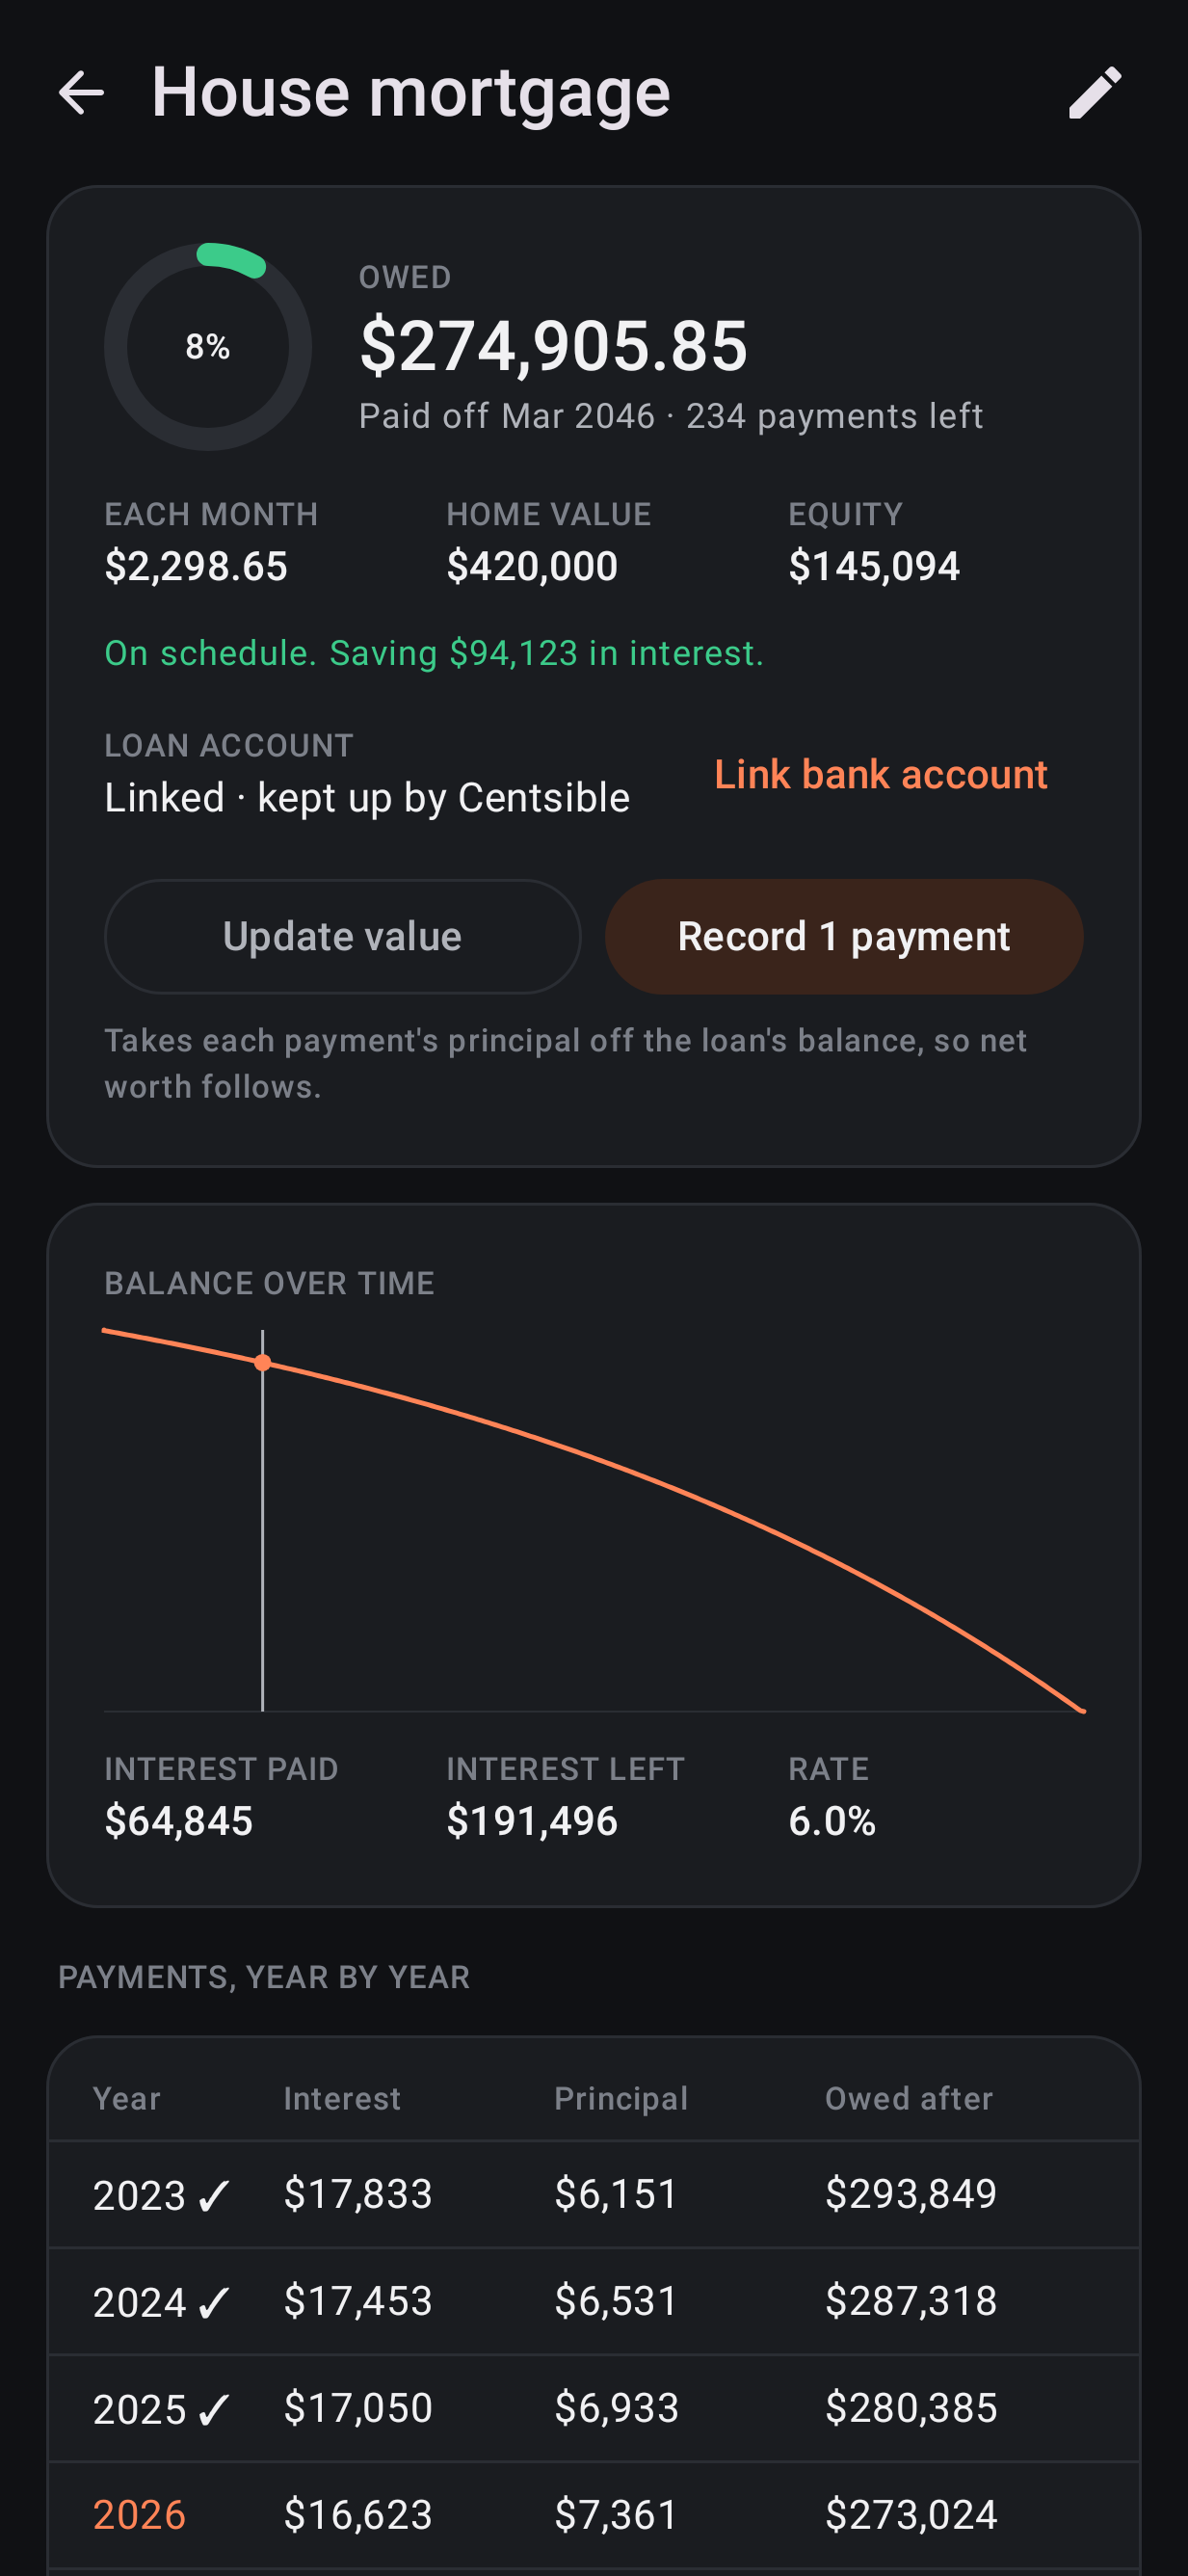 House mortgage
8%
OWED
$274,905.85
Paid off Mar 2046 · 234 payments left
EACH MONTH HOME VALUE EQUITY
$2,298.65 $420,000 $145,094
On schedule. Saving $94,123 in interest.
LOAN ACCOUNT
Linked · kept up by Centsible
Link bank account
Update value Record 1 payment
Takes each payment's principal off the loan's balance, so net
worth follows.
BALANCE OVER TIME
INTEREST PAID INTEREST LEFT RATE
$64,845 $191,496 6.0%
PAYMENTS, YEAR BY YEAR
Year Interest Principal Owed after
2023 ✓ $17,833 $6,151 $293,849
2024 ✓ $17,453 $6,531 $287,318
2025 ✓ $17,050 $6,933 $280,385
2026 $16,623 $7,361 $273,024